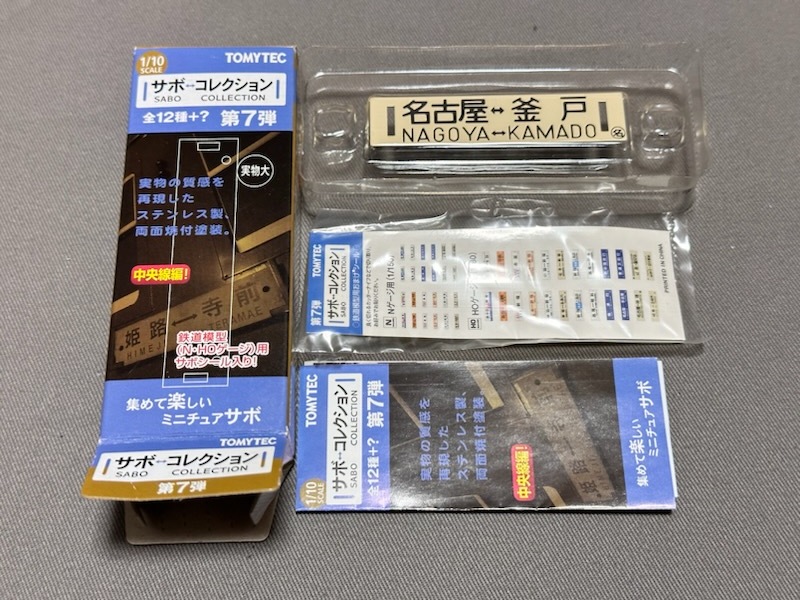 1/10
SCALE
TOMYTEC
サボ↔コレクション
SABO COLLECTION
全12種+? 第7弾
実物大
実物の質感を
再現した
ステンレス製、
両面焼付塗装。
中央線編!
姫路ー寺前
鉄道模型
(N・HOゲージ)用
サボシール入り!
集めて楽しい
ミニチュアサボ
TOMYTEC
サボ↔コレクション
SABO COLLECTION
第7弾
名古屋↔釜戸
NAGOYA↔KAMADO
TOMYTEC
サボ↔コレクション
SABO COLLECTION
第7弾
N Nゲージ用(1/150)
PRINTED IN CHINA
TOMYTEC
サボ↔コレクション
SABO COLLECTION
1/10
SCALE
全12種+? 第7弾
実物の質感を
再現した
ステンレス製、
両面焼付塗装。
中央線編!
集めて楽しい
ミニチュアサボ